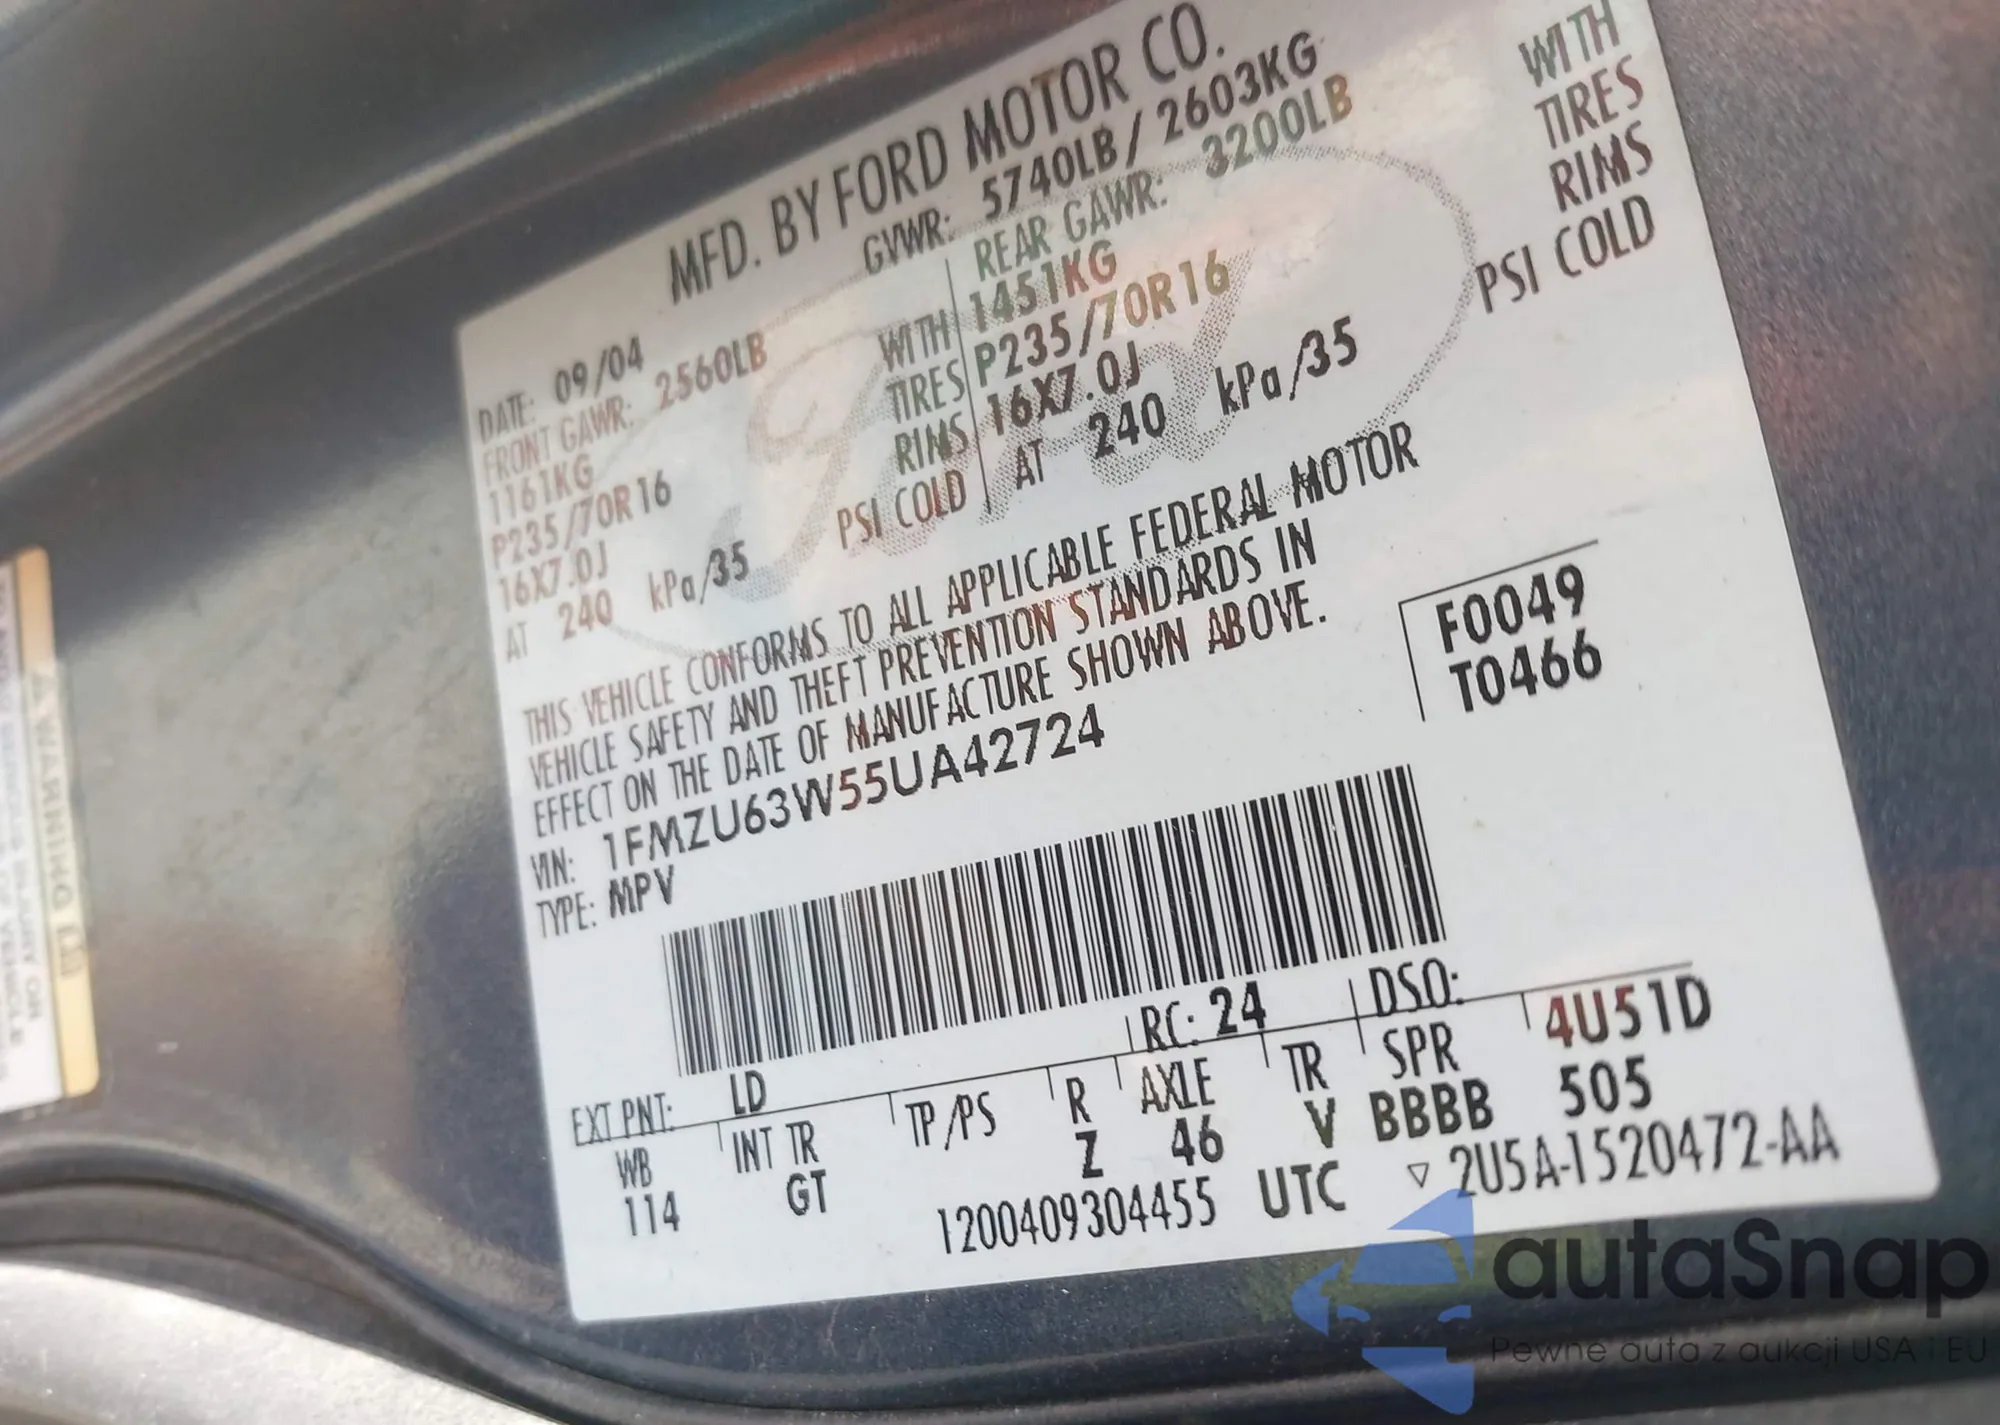 MFD. BY FORD MOTOR CO.
GVWR: 5740LB / 2603KG
DATE: 09/04
FRONT GAWR: 2560LB
1161KG WITH
P235/70R16 TIRES
16X7.0J RIMS
AT 240 kPa/35 PSI COLD
REAR GAWR: 3200LB
1451KG WITH
P235/70R16 TIRES
16X7.0J RIMS
AT 240 kPa/35 PSI COLD
THIS VEHICLE CONFORMS TO ALL APPLICABLE FEDERAL MOTOR
VEHICLE SAFETY AND THEFT PREVENTION STANDARDS IN
EFFECT ON THE DATE OF MANUFACTURE SHOWN ABOVE.
VIN: 1FMZU63W55UA42724
TYPE: MPV
F0049
T0466
EXT PNT: LD RC: 24 DSO:
WB INT TR TP/PS R AXLE TR SPR 4U51D
114 GT Z 46 V BBBB 505
1200409304455 UTC ▽ 2U5A-1520472-AA
Ford
WARNING
autaSnap
Pewne auta z aukcji USA i EU